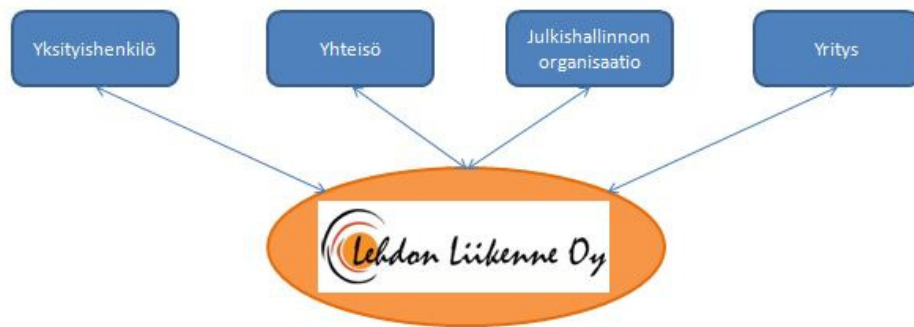 Yksityishenkilö
Yhteisö
Julkishallinnon
organisaatio
Yritys
Lehdon Liikenne Oy